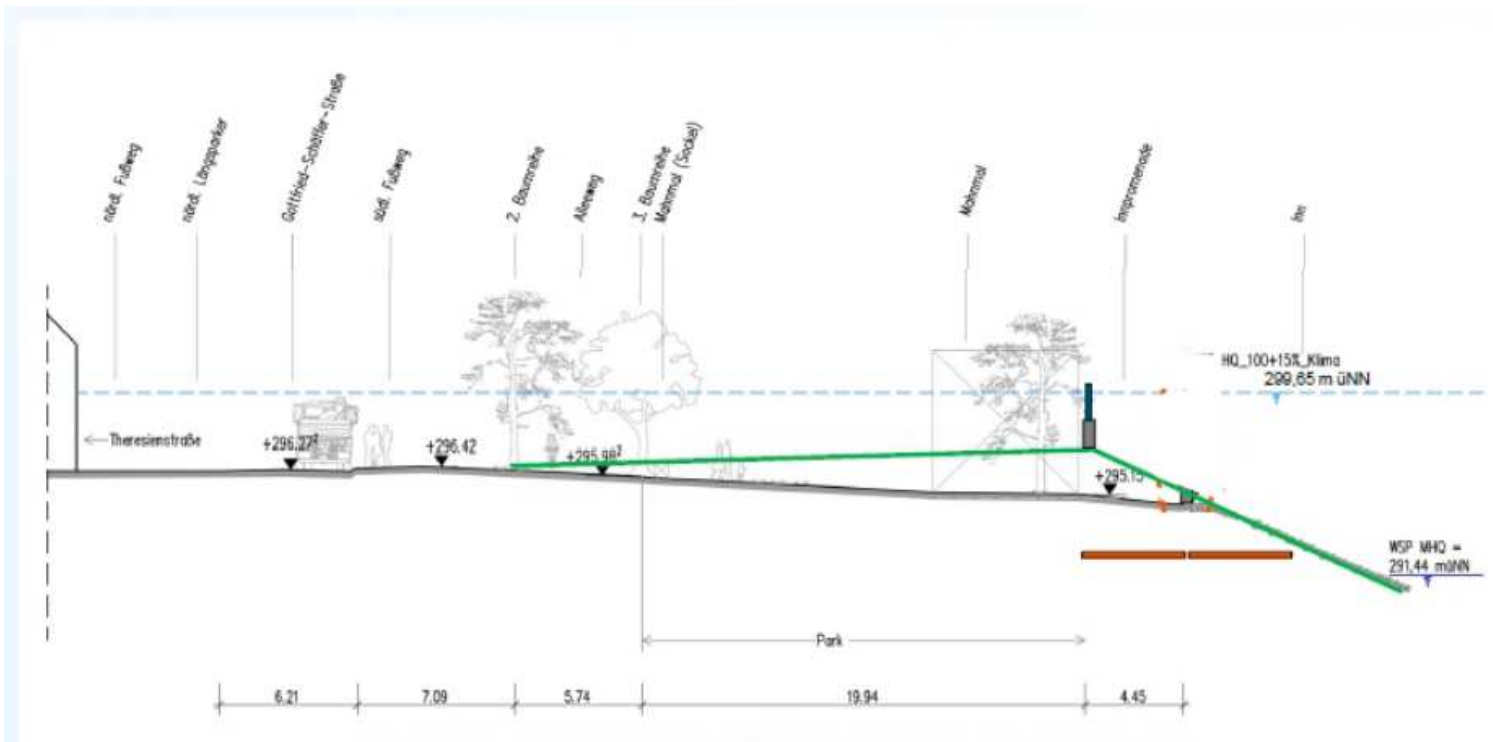 nördl. Fußweg
nördl. Längsparker
Gottfried-Schäffer-Straße
südl. Fußweg
2. Baumreihe
Alleeweg
3. Baumreihe
Mahnmal (Sockel)
Mahnmal
Innpromenade
Inn
HQ_100+15%_Klima
299,65 m üNN
Theresienstraße
+296.27²
+296.42
+295.98²
+295.15
WSP MHQ =
291,44 müNN
Park
6.21
7.09
5.74
19.94
4.45